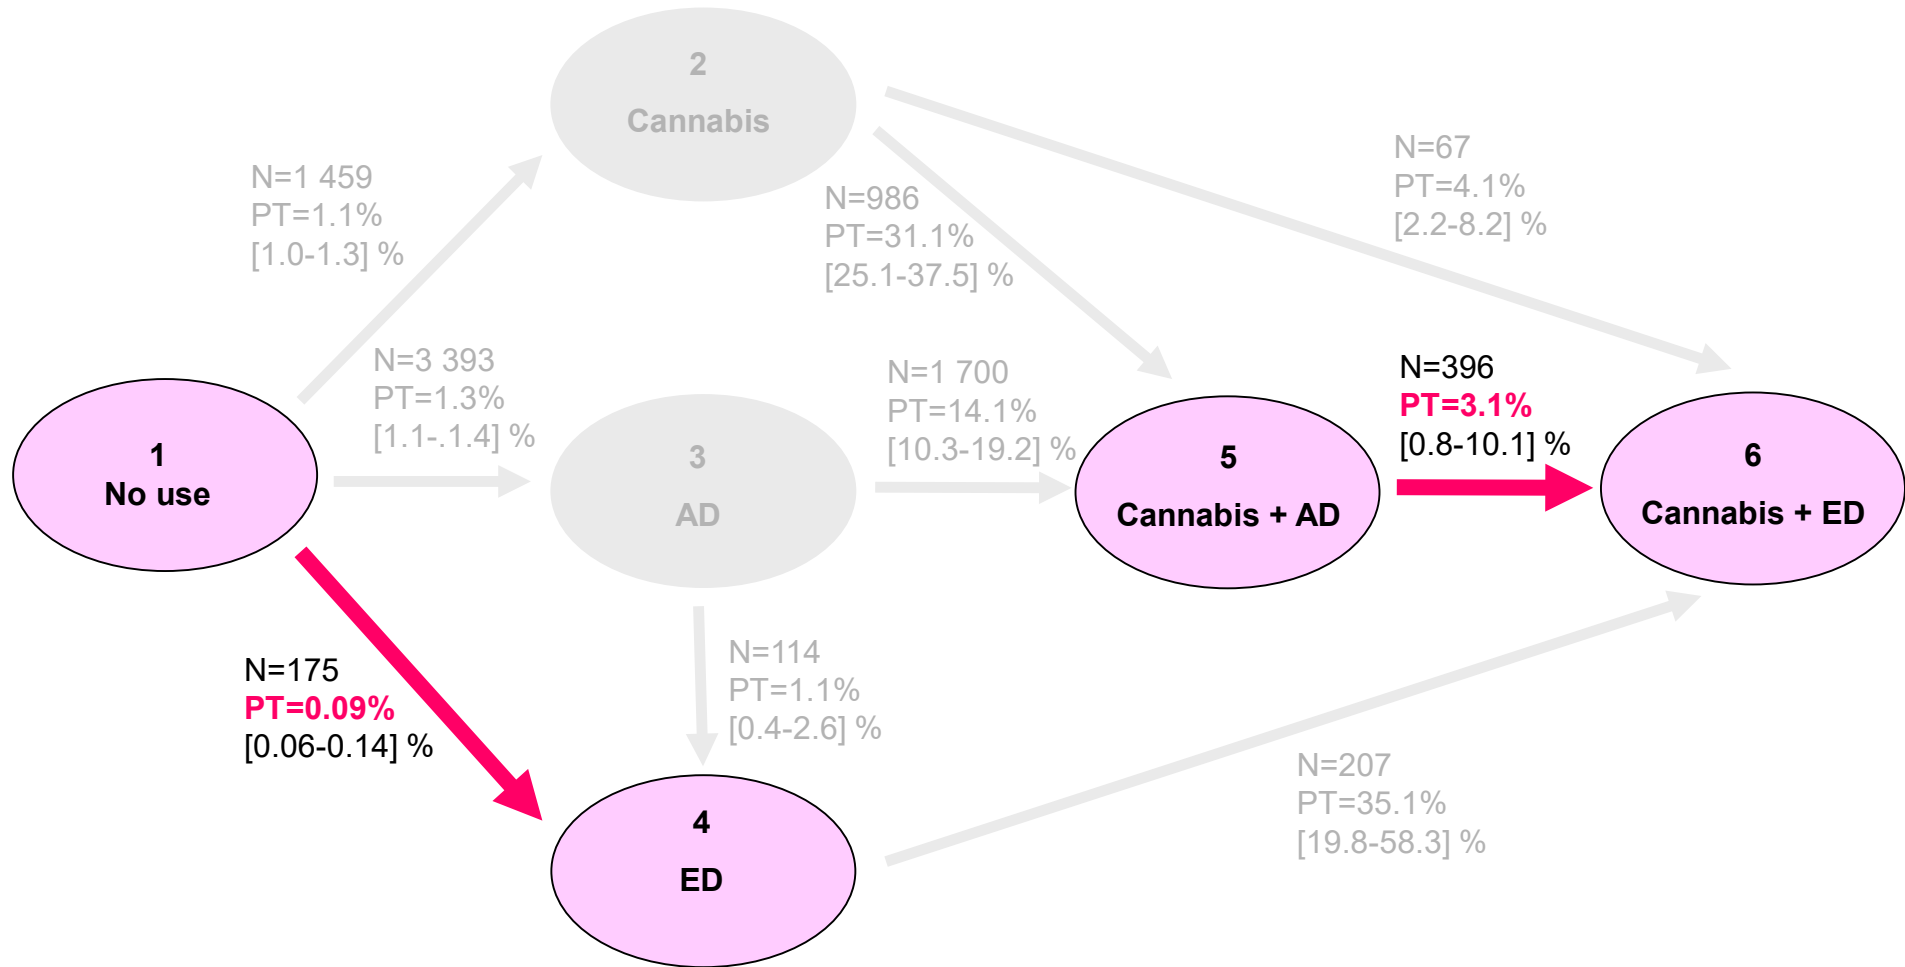 2
Cannabis
N=1 459
PT=1.1%
[1.0-1.3] %
N=986
PT=31.1%
[25.1-37.5] %
N=67
PT=4.1%
[2.2-8.2] %
N=3 393
PT=1.3%
[1.1-.1.4] %
N=1 700
PT=14.1%
[10.3-19.2] %
N=396
PT=3.1%
[0.8-10.1] %
1
No use
3
AD
5
Cannabis + AD
6
Cannabis + ED
N=175
PT=0.09%
[0.06-0.14] %
N=114
PT=1.1%
[0.4-2.6] %
N=207
PT=35.1%
[19.8-58.3] %
4
ED